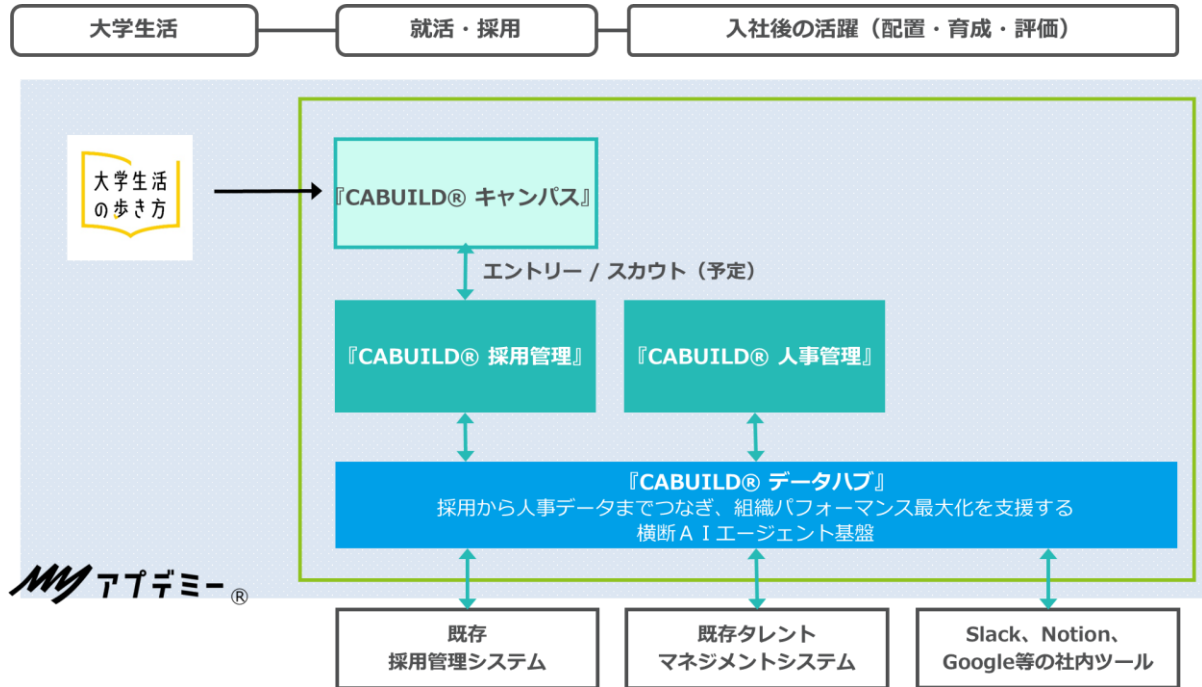 大学生活
就活・採用
入社後の活躍（配置・育成・評価）
大学生活
の歩き方
『CABUILD® キャンパス』
エントリー / スカウト（予定）
『CABUILD® 採用管理』
『CABUILD® 人事管理』
『CABUILD® データハブ』
採用から人事データまでつなぎ、組織パフォーマンス最大化を支援する
横断ＡＩエージェント基盤
MYアプデミー®
既存
採用管理システム
既存タレント
マネジメントシステム
Slack、Notion、
Google等の社内ツール